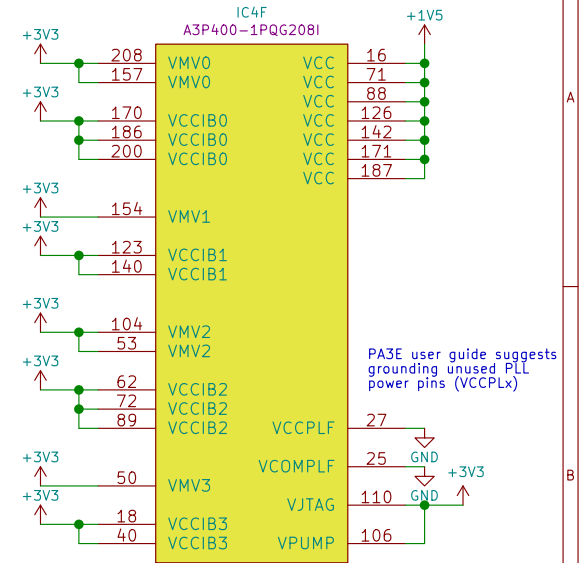 IC4F
A3P400-1PQG208I
+3V3
+1V5
208 VMV0 VCC 16
157 VMV0 VCC 71
+3V3
VCC 88
170 VCCIB0 VCC 126
186 VCCIB0 VCC 142
200 VCCIB0 VCC 171
VCC 187
A
+3V3
154 VMV1
+3V3
123 VCCIB1
140 VCCIB1
+3V3
104 VMV2
53 VMV2
PA3E user guide suggests
grounding unused PLL
power pins (VCCPLx)
+3V3
62 VCCIB2
72 VCCIB2
89 VCCIB2 VCCPLF 27
GND
+3V3
VCOMPLF 25
+3V3
50 VMV3
GND
+3V3
VJTAG 110
18 VCCIB3
40 VCCIB3 VPUMP 106
B